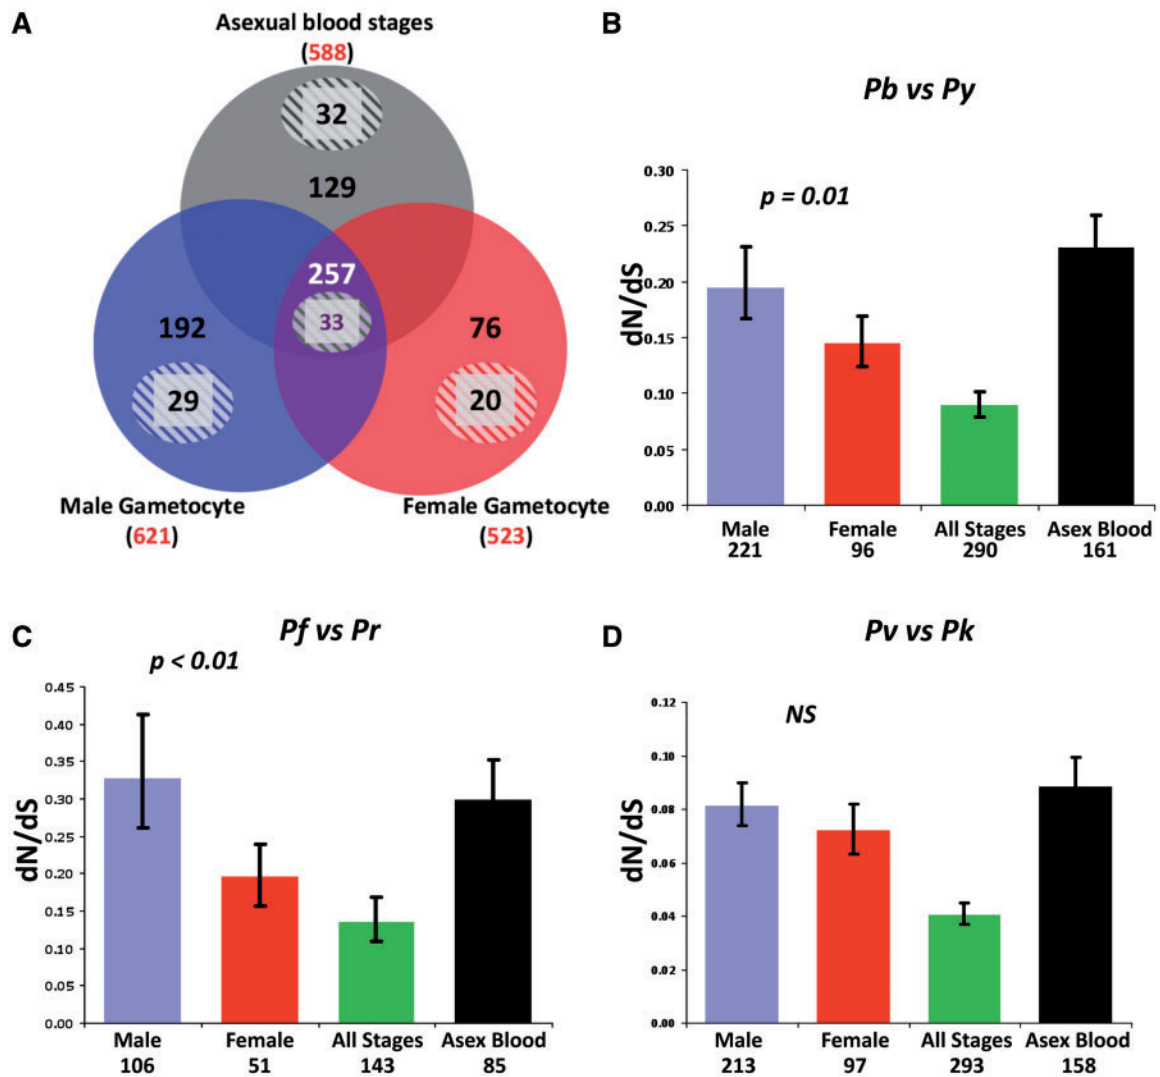 A
Asexual blood stages
(588)
32
129
257
33
192
76
29
20
Male Gametocyte
(621)
Female Gametocyte
(523)
B
Pb vs Py
p = 0.01
dN/dS
0.30
0.25
0.20
0.15
0.10
0.05
0.00
Male Female All Stages Asex Blood
221 96 290 161
C
Pf vs Pr
p < 0.01
dN/dS
0.45
0.40
0.35
0.30
0.25
0.20
0.15
0.10
0.05
0.00
Male Female All Stages Asex Blood
106 51 143 85
D
Pv vs Pk
NS
dN/dS
0.12
0.10
0.08
0.06
0.04
0.02
0.00
Male Female All Stages Asex Blood
213 97 293 158